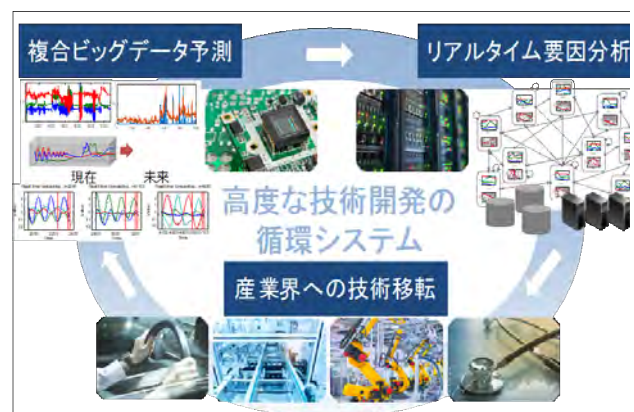 複合ビッグデータ予測
リアルタイム要因分析
現在
未来
高度な技術開発の
循環システム
産業界への技術移転